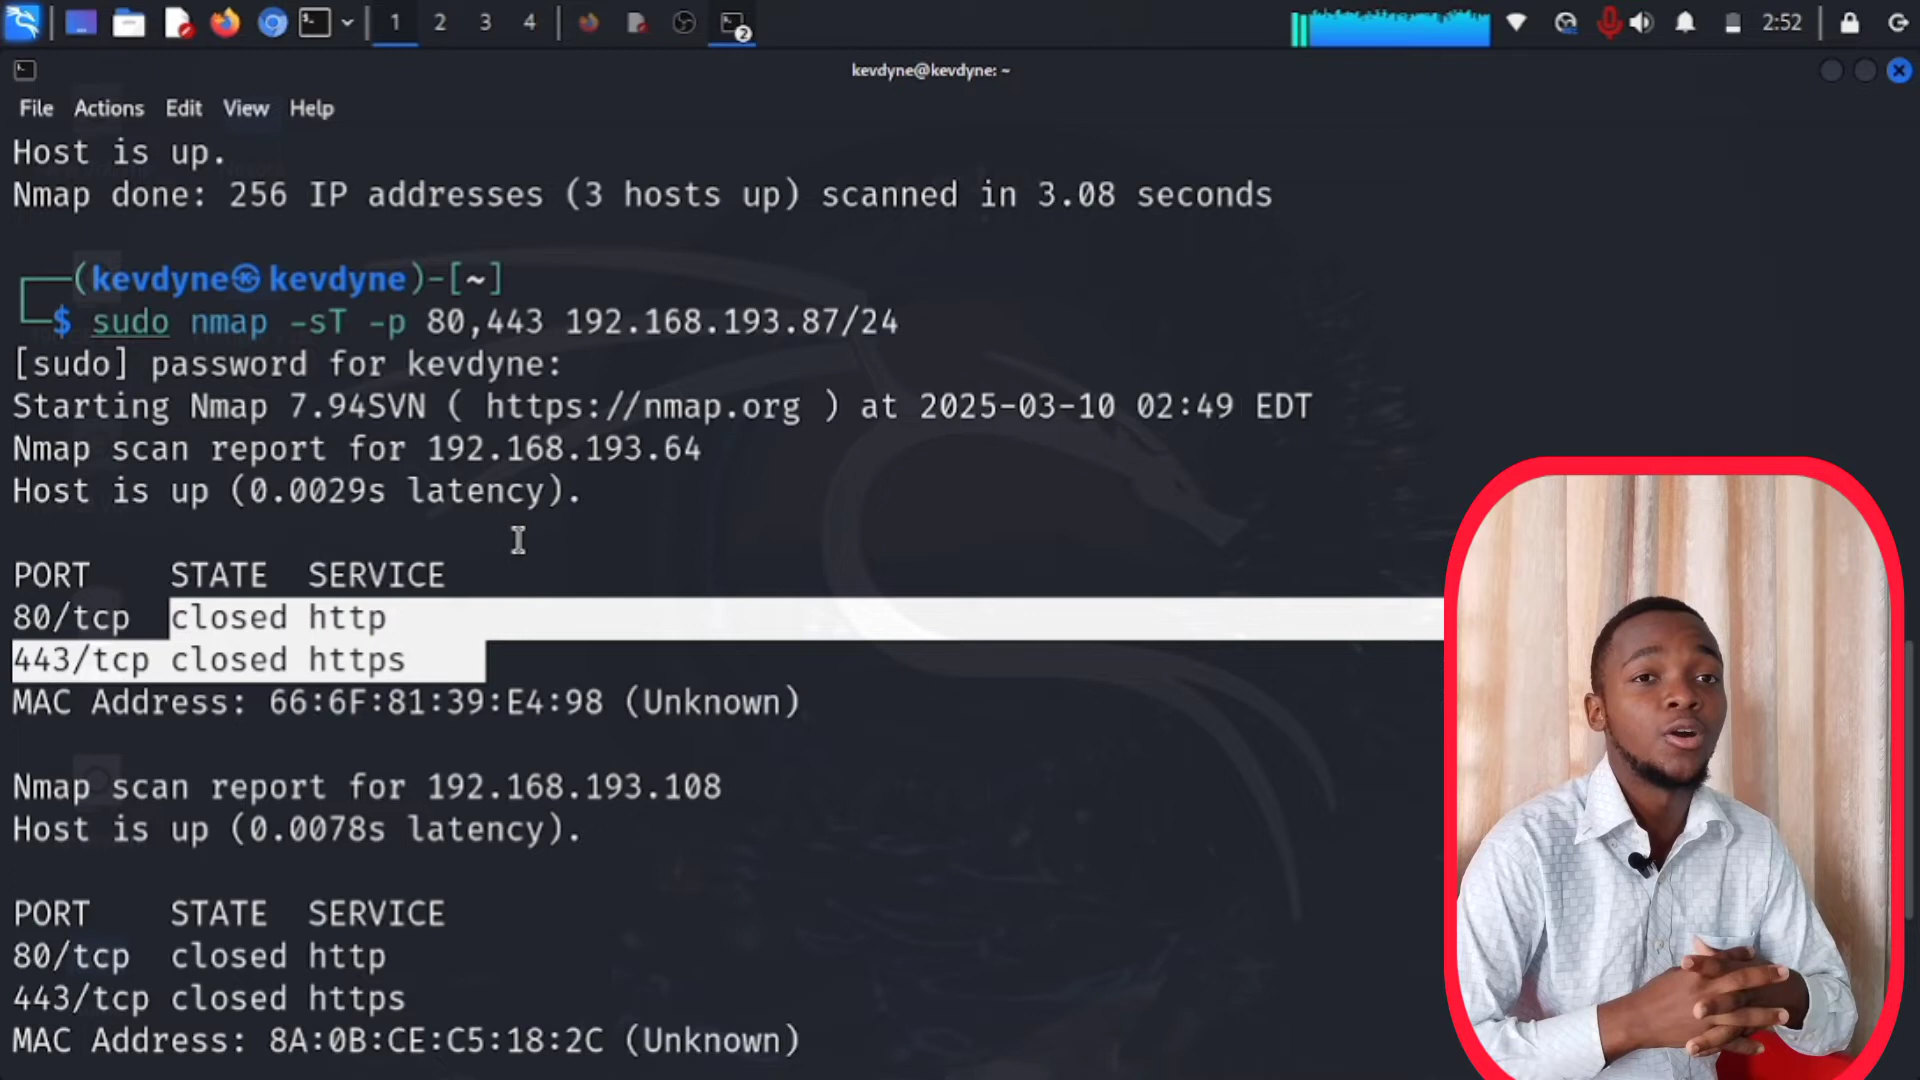 1 2 3 4
2
2:52
kevdyne@kevdyne: ~
File Actions Edit View Help
Host is up.
Nmap done: 256 IP addresses (3 hosts up) scanned in 3.08 seconds
(kevdyne㉿kevdyne)-[~]
$ sudo nmap -sT -p 80,443 192.168.193.87/24
[sudo] password for kevdyne:
Starting Nmap 7.94SVN ( https://nmap.org ) at 2025-03-10 02:49 EDT
Nmap scan report for 192.168.193.64
Host is up (0.0029s latency).
PORT STATE SERVICE
80/tcp closed http
443/tcp closed https
MAC Address: 66:6F:81:39:E4:98 (Unknown)
Nmap scan report for 192.168.193.108
Host is up (0.0078s latency).
PORT STATE SERVICE
80/tcp closed http
443/tcp closed https
MAC Address: 8A:0B:CE:C5:18:2C (Unknown)